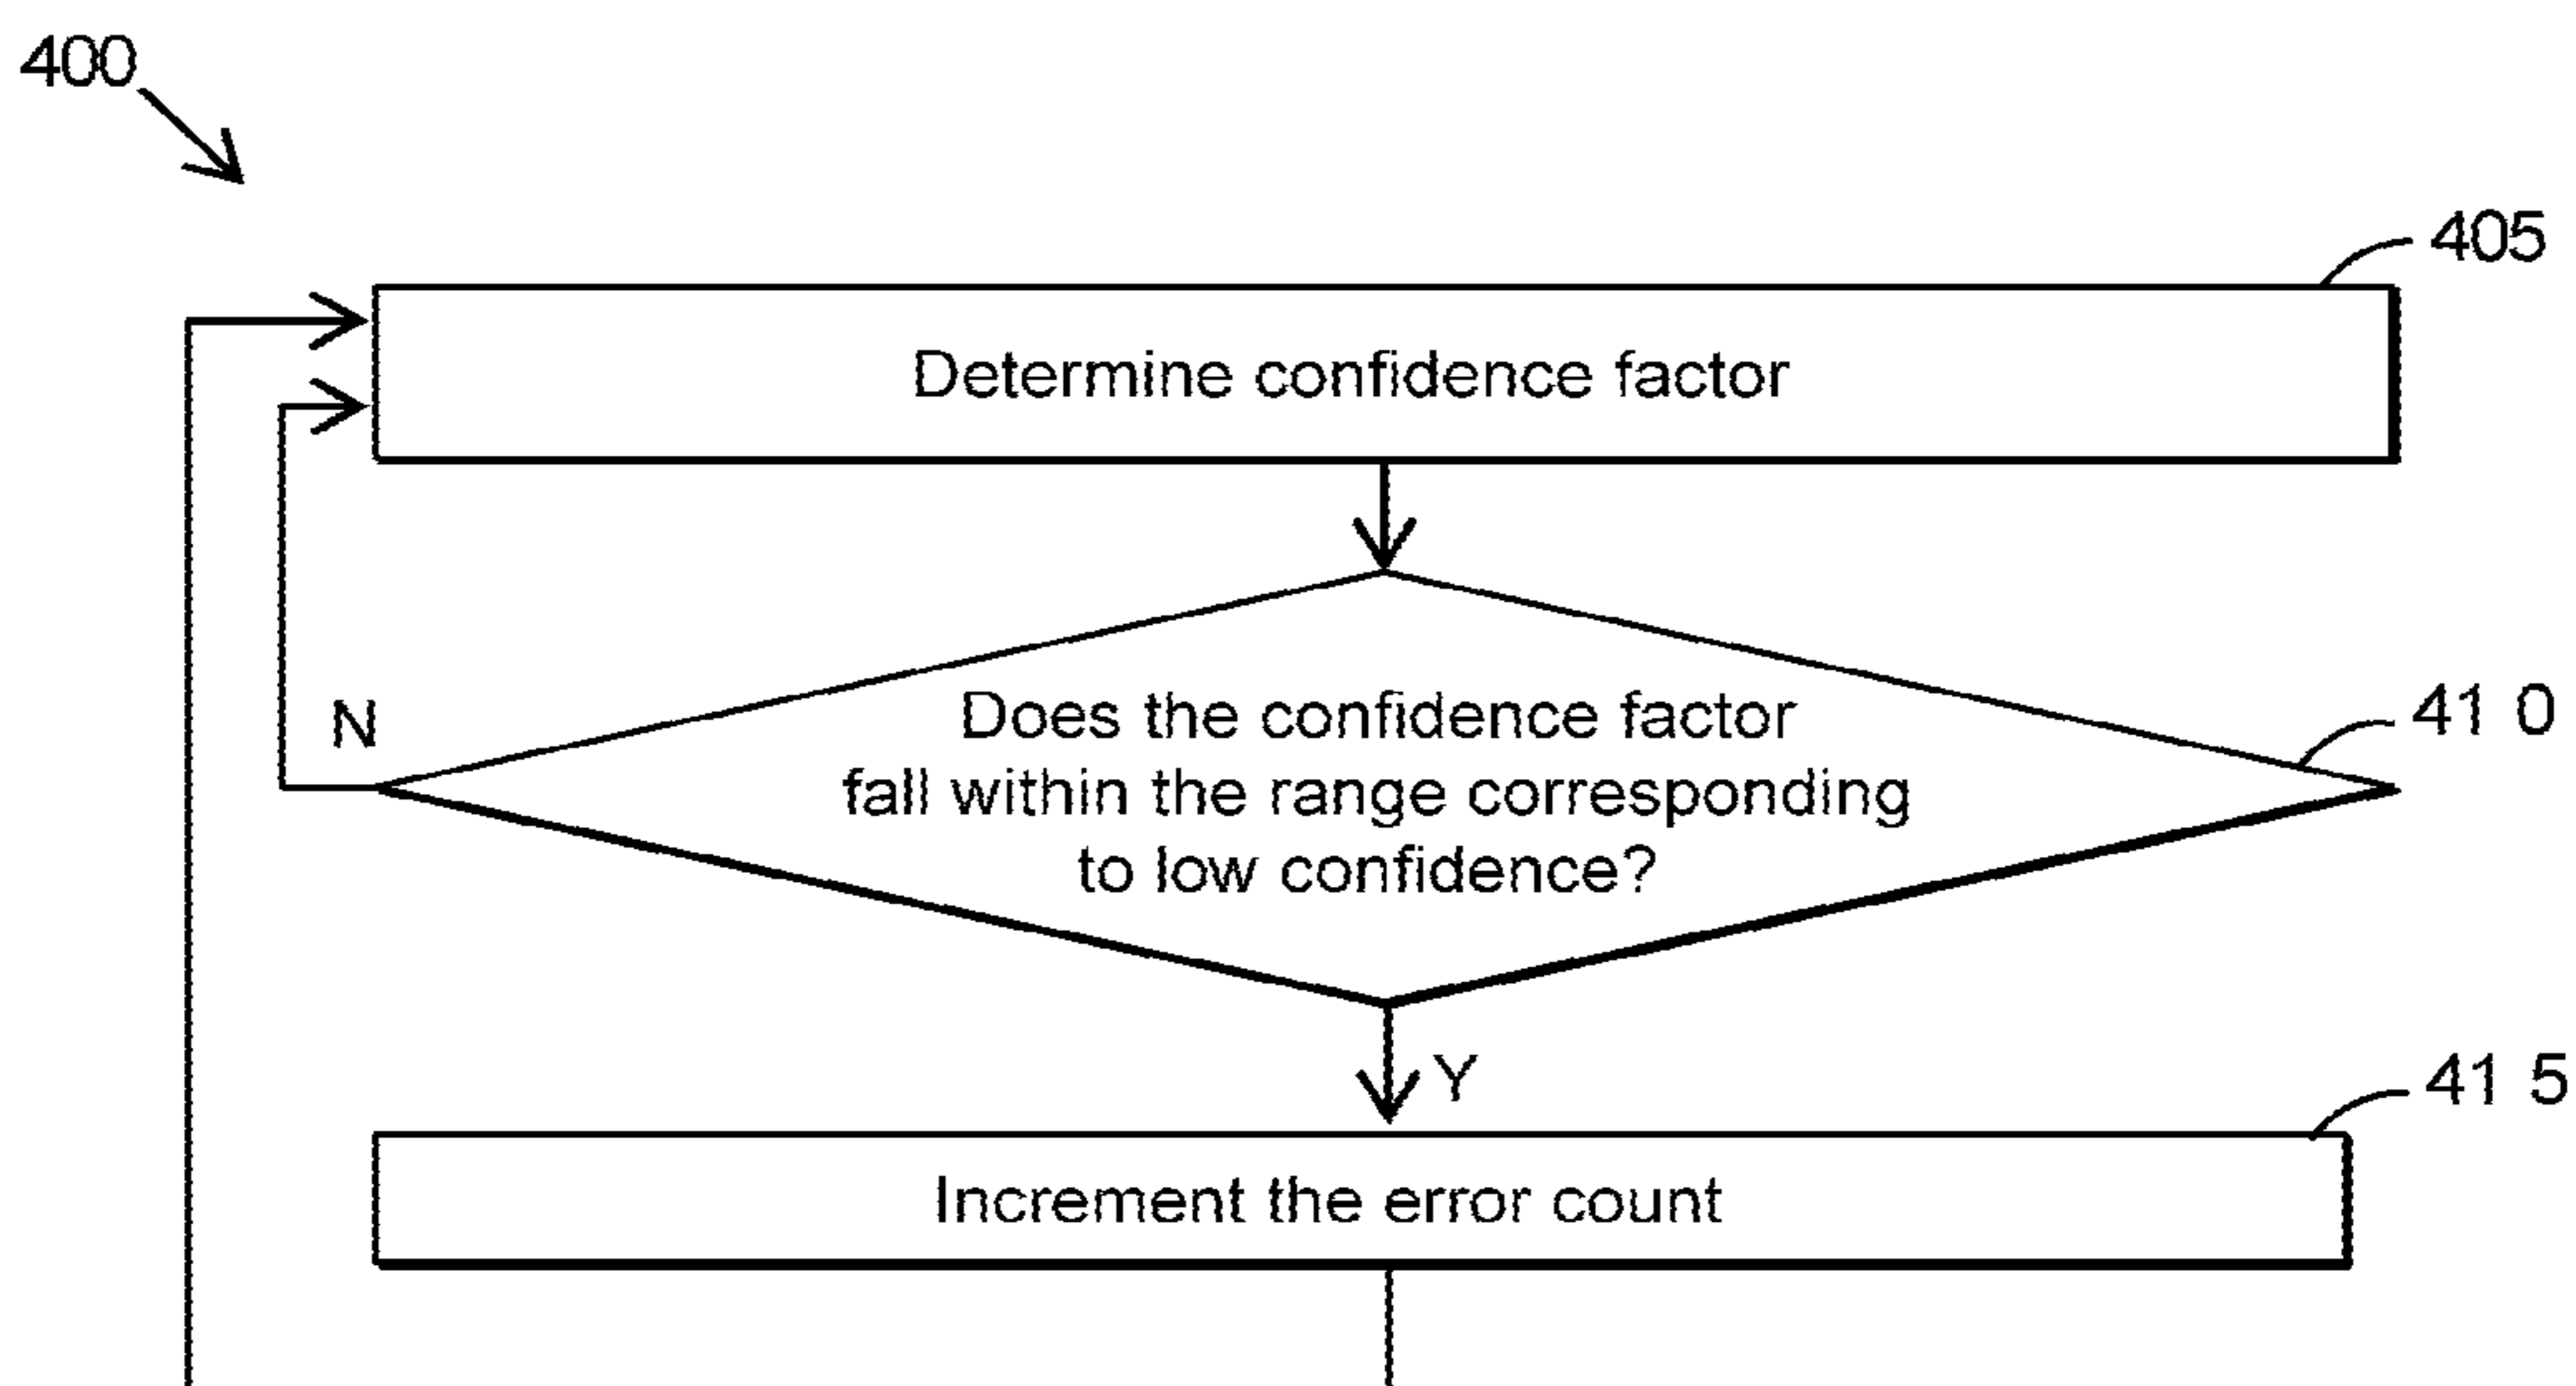 400
405
Determine confidence factor
N
Does the confidence factor
fall within the range corresponding
to low confidence?
41 0
Y
41 5
Increment the error count